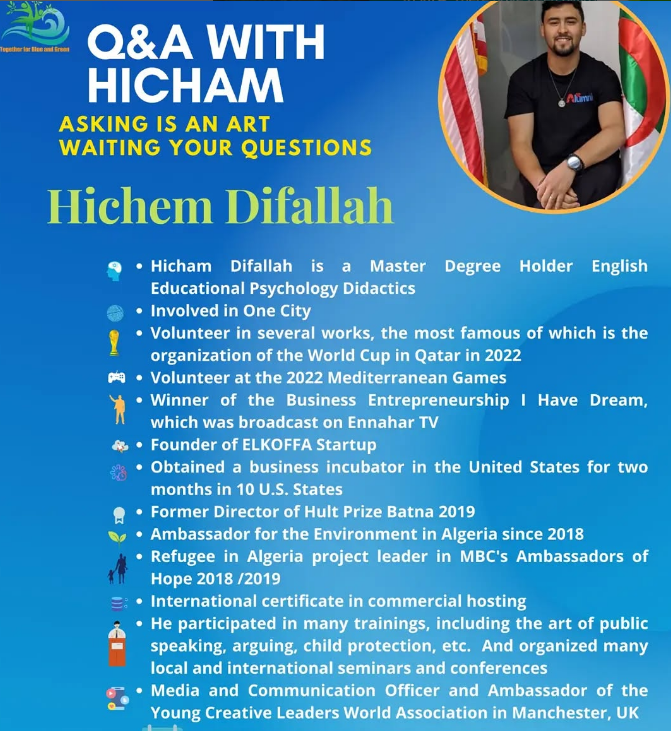 Together for Blue and Green
Q&A WITH
HICHAM
ASKING IS AN ART
WAITING YOUR QUESTIONS
Hichem Difallah
• Hicham Difallah is a Master Degree Holder English
Educational Psychology Didactics
• Involved in One City
• Volunteer in several works, the most famous of which is the
organization of the World Cup in Qatar in 2022
• Volunteer at the 2022 Mediterranean Games
• Winner of the Business Entrepreneurship I Have Dream,
which was broadcast on Ennahar TV
• Founder of ELKOFFA Startup
• Obtained a business incubator in the United States for two
months in 10 U.S. States
• Former Director of Hult Prize Batna 2019
• Ambassador for the Environment in Algeria since 2018
• Refugee in Algeria project leader in MBC's Ambassadors of
Hope 2018 /2019
• International certificate in commercial hosting
• He participated in many trainings, including the art of public
speaking, arguing, child protection, etc. And organized many
local and international seminars and conferences
• Media and Communication Officer and Ambassador of the
Young Creative Leaders World Association in Manchester, UK